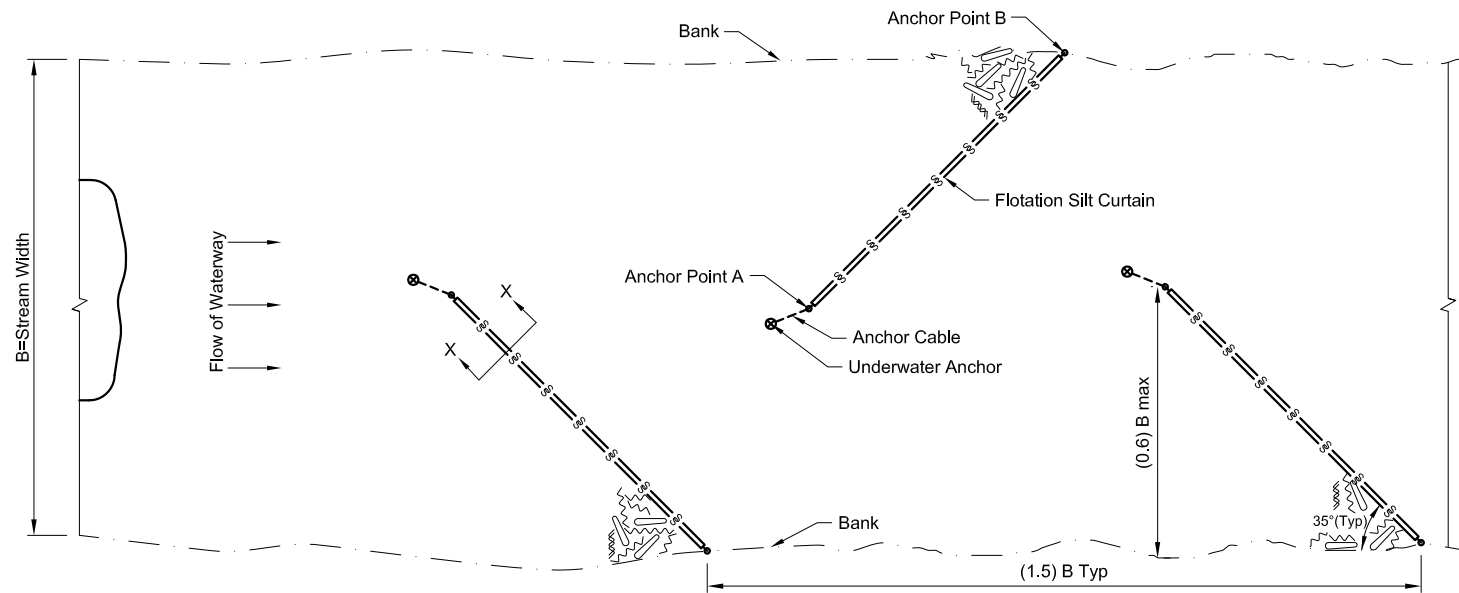 Anchor Point B
Bank
Flotation Silt Curtain
B=Stream Width
Flow of Waterway
Anchor Point A
X
X
Anchor Cable
Underwater Anchor
(0.6) B max
35°(Typ)
Bank
(1.5) B Typ